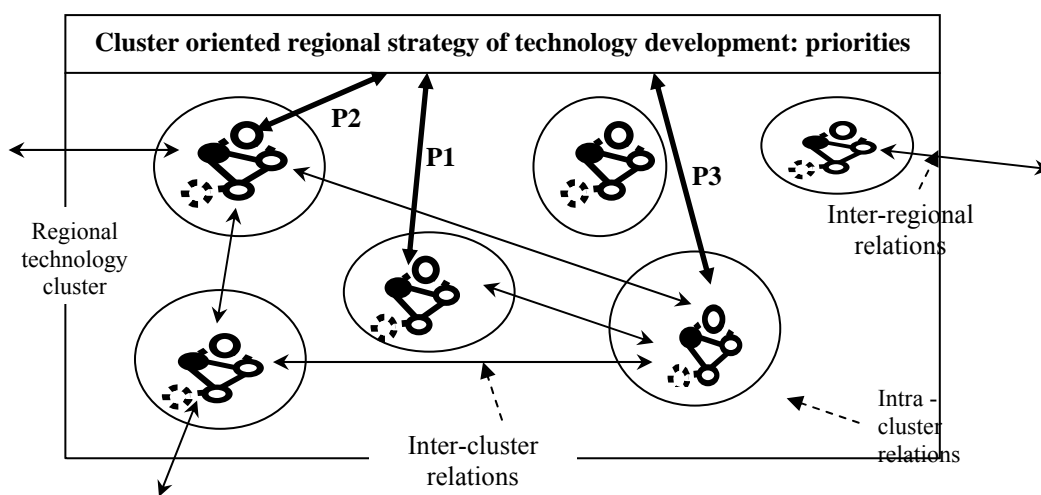 Cluster oriented regional strategy of technology development: priorities
P2
P1
P3
Regional
technology
cluster
Inter-regional
relations
Inter-cluster
relations
Intra -
cluster
relations